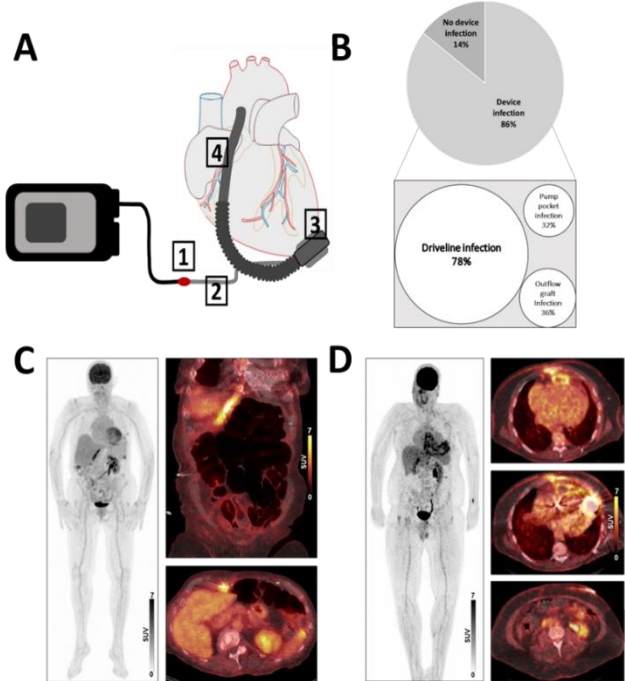 A
4
3
1
2
B
No device
infection
14%
Device
infection
86%
Driveline infection
78%
Pump
pocket
infection
32%
Outflow
graft
Infection
36%
C
7
SUV
0
7
SUV
0
D
7
SUV
0
7
SUV
0